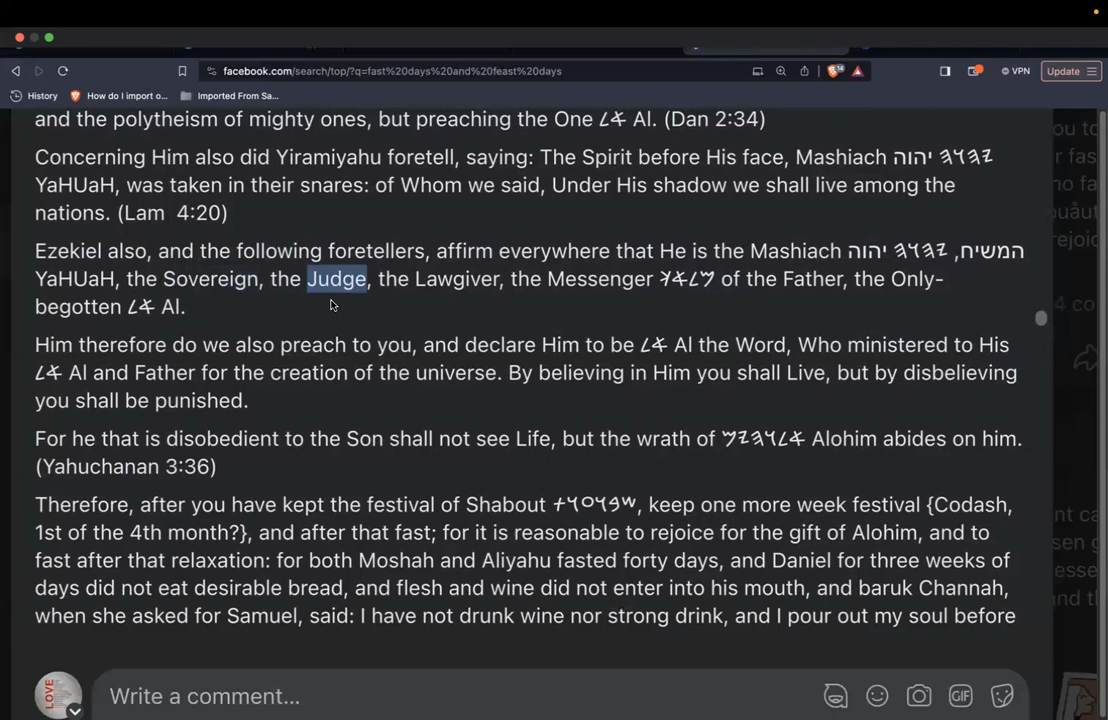 facebook.com/search/top/?q=fast%20days%20and%20feast%20days
VPN
Update
History
How do I import o...
Imported From Sa...
and the polytheism of mighty ones, but preaching the One 𐤀𐤋 Al. (Dan 2:34)
Concerning Him also did Yiramiyahu foretell, saying: The Spirit before His face, Mashiach יהוה 𐤉𐤄𐤅𐤄
YaHUaH, was taken in their snares: of Whom we said, Under His shadow we shall live among the
nations. (Lam 4:20)
Ezekiel also, and the following foretellers, affirm everywhere that He is the Mashiach המשיח, 𐤉𐤄𐤅𐤄 יהוה
YaHUaH, the Sovereign, the Judge, the Lawgiver, the Messenger 𐤌𐤋𐤀𐤊 of the Father, the Only-
begotten 𐤀𐤋 Al.
Him therefore do we also preach to you, and declare Him to be 𐤀𐤋 Al the Word, Who ministered to His
𐤀𐤋 Al and Father for the creation of the universe. By believing in Him you shall Live, but by disbelieving
you shall be punished.
For he that is disobedient to the Son shall not see Life, but the wrath of 𐤀𐤋𐤄𐤉𐤌 Alohim abides on him.
(Yahuchanan 3:36)
Therefore, after you have kept the festival of Shabout 𐤔𐤁𐤅𐤏𐤅𐤕, keep one more week festival {Codash,
1st of the 4th month?}, and after that fast; for it is reasonable to rejoice for the gift of Alohim, and to
fast after that relaxation: for both Moshah and Aliyahu fasted forty days, and Daniel for three weeks of
days did not eat desirable bread, and flesh and wine did not enter into his mouth, and baruk Channah,
when she asked for Samuel, said: I have not drunk wine nor strong drink, and I pour out my soul before
Write a comment...
GIF
LOVE